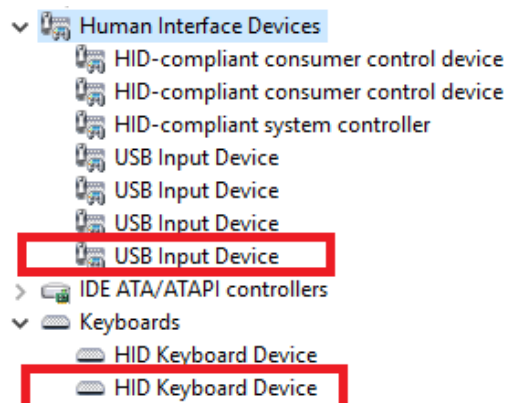 Human Interface Devices
HID-compliant consumer control device
HID-compliant consumer control device
HID-compliant system controller
USB Input Device
USB Input Device
USB Input Device
USB Input Device
IDE ATA/ATAPI controllers
Keyboards
HID Keyboard Device
HID Keyboard Device